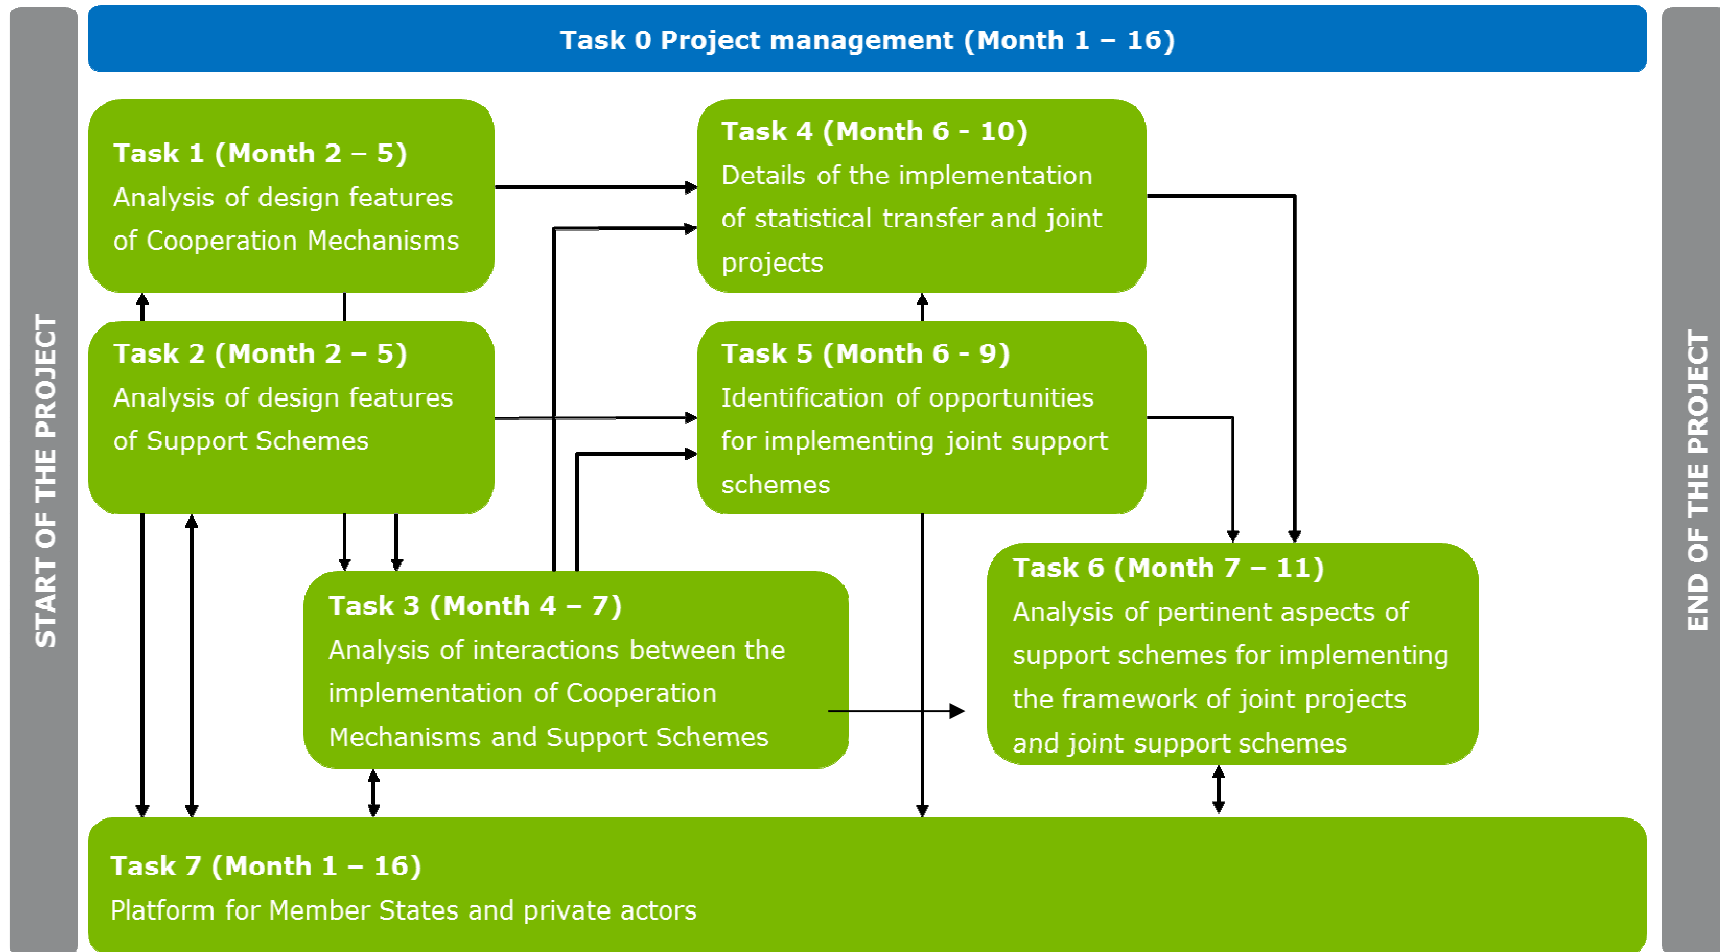 START OF THE PROJECT
Task 0 Project management (Month 1 – 16)
Task 1 (Month 2 – 5)
Analysis of design features
of Cooperation Mechanisms
Task 4 (Month 6 - 10)
Details of the implementation
of statistical transfer and joint
projects
Task 2 (Month 2 – 5)
Analysis of design features
of Support Schemes
Task 5 (Month 6 - 9)
Identification of opportunities
for implementing joint support
schemes
Task 3 (Month 4 – 7)
Analysis of interactions between the
implementation of Cooperation
Mechanisms and Support Schemes
Task 6 (Month 7 – 11)
Analysis of pertinent aspects of
support schemes for implementing
the framework of joint projects
and joint support schemes
Task 7 (Month 1 – 16)
Platform for Member States and private actors
END OF THE PROJECT